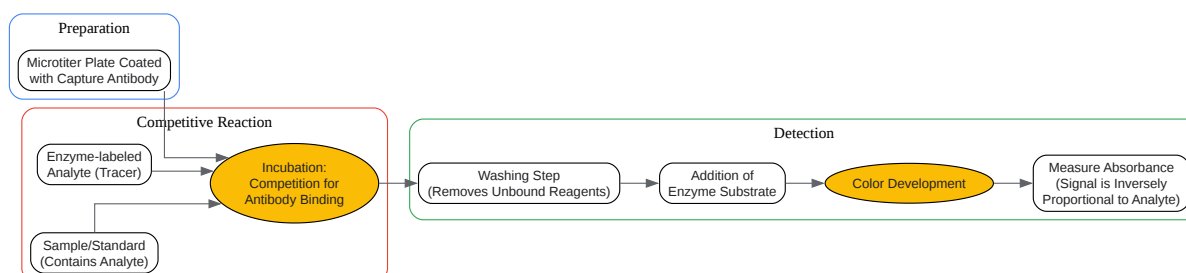 Preparation
Microtiter Plate Coated
with Capture Antibody
Competitive Reaction
Enzyme-labeled
Analyte (Tracer)
Sample/Standard
(Contains Analyte)
Incubation:
Competition for
Antibody Binding
Detection
Washing Step
(Removes Unbound Reagents)
Addition of
Enzyme Substrate
Color Development
Measure Absorbance
(Signal is Inversely
Proportional to Analyte)